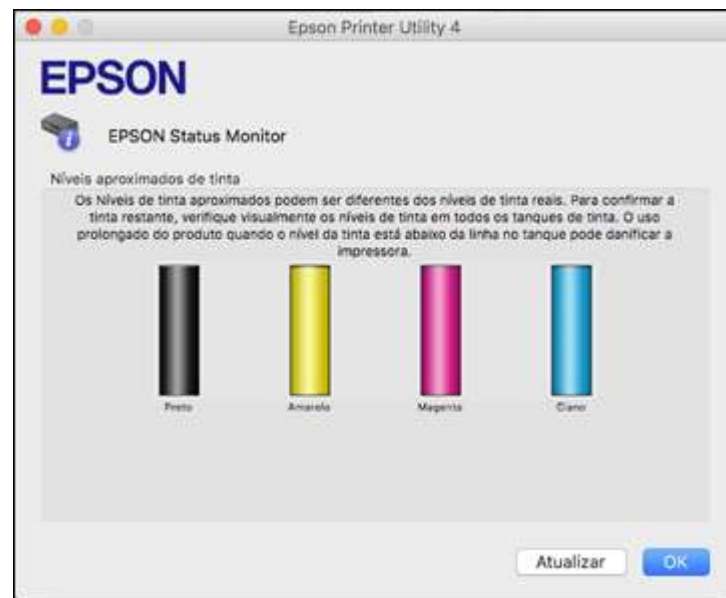 Epson Printer Utility 4
EPSON
EPSON Status Monitor
Níveis aproximados de tinta
Os Níveis de tinta aproximados podem ser diferentes dos níveis de tinta reais. Para confirmar a
tinta restante, verifique visualmente os níveis de tinta em todos os tanques de tinta. O uso
prolongado do produto quando o nível da tinta está abaixo da linha no tanque pode danificar a
impressora.
Preto
Amarelo
Magenta
Ciano
Atualizar
OK